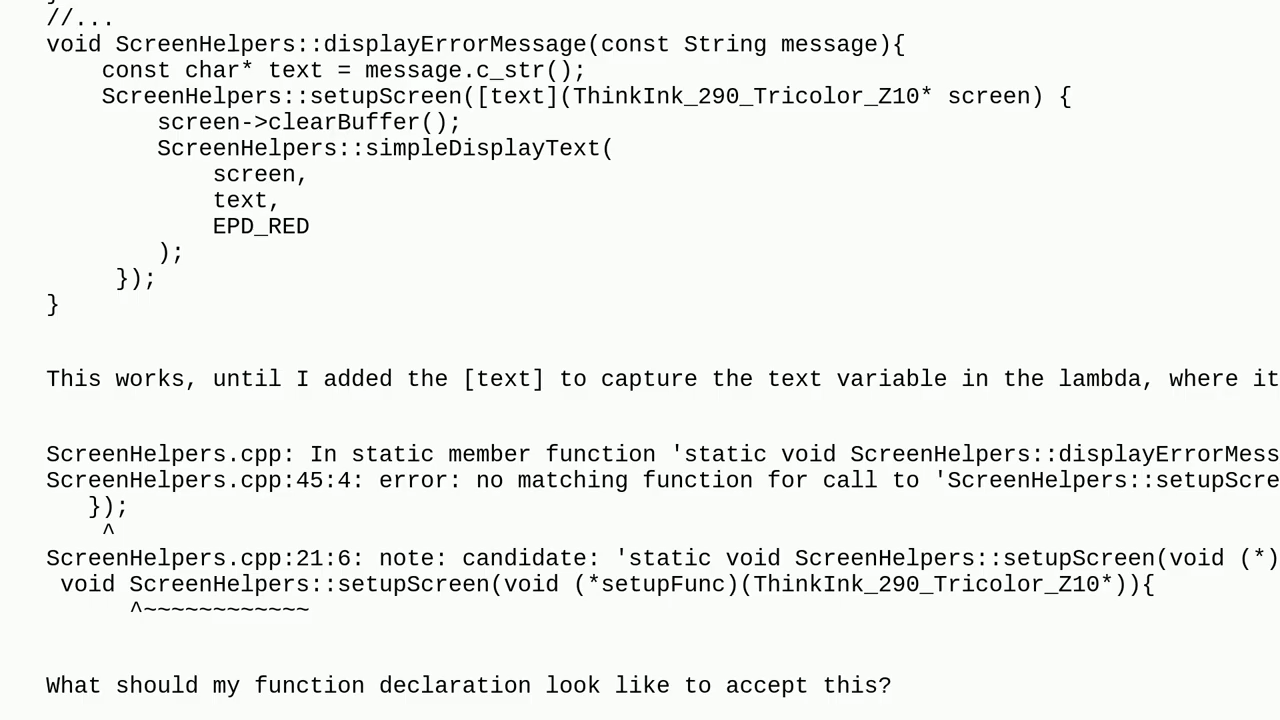 //...
void ScreenHelpers::displayErrorMessage(const String message){
    const char* text = message.c_str();
    ScreenHelpers::setupScreen([text](ThinkInk_290_Tricolor_Z10* screen) {
        screen->clearBuffer();
        ScreenHelpers::simpleDisplayText(
            screen,
            text,
            EPD_RED
        );
     });
}
This works, until I added the [text] to capture the text variable in the lambda, where it
ScreenHelpers.cpp: In static member function 'static void ScreenHelpers::displayErrorMess
ScreenHelpers.cpp:45:4: error: no matching function for call to 'ScreenHelpers::setupScre
   });
    ^
ScreenHelpers.cpp:21:6: note: candidate: 'static void ScreenHelpers::setupScreen(void (*)
 void ScreenHelpers::setupScreen(void (*setupFunc)(ThinkInk_290_Tricolor_Z10*)){
      ^~~~~~~~~~~~~
What should my function declaration look like to accept this?